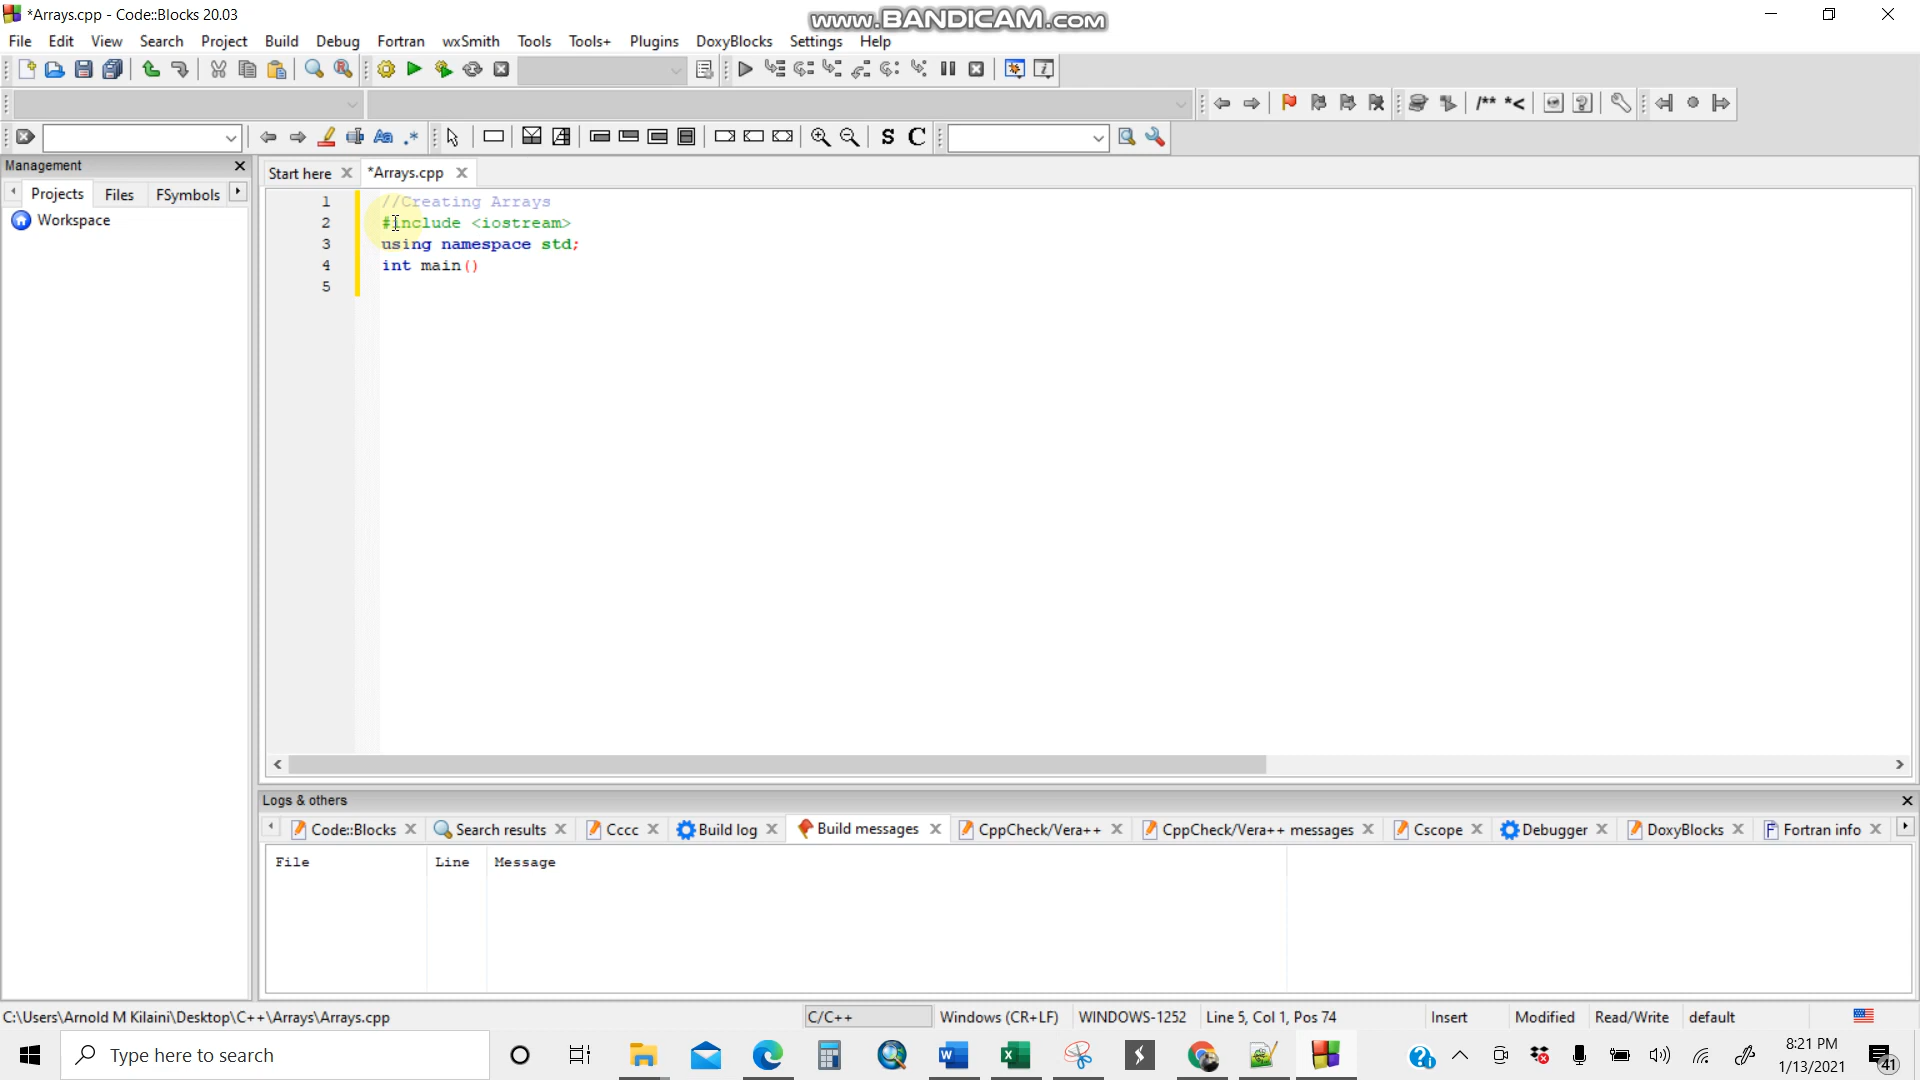 *Arrays.cpp - Code::Blocks 20.03
www.BANDICAM.com
File Edit View Search Project Build Debug Fortran wxSmith Tools Tools+ Plugins DoxyBlocks Settings Help
/** *<
Aa .* S C
Management
Start here *Arrays.cpp
Projects Files FSymbols
Workspace
1 //Creating Arrays
2 #include <iostream>
3 using namespace std;
4 int main()
5
Logs & others
Code::Blocks Search results Cccc Build log Build messages CppCheck/Vera++ CppCheck/Vera++ messages Cscope Debugger DoxyBlocks Fortran info
File Line Message
C:\Users\Arnold M Kilaini\Desktop\C++\Arrays\Arrays.cpp C/C++ Windows (CR+LF) WINDOWS-1252 Line 5, Col 1, Pos 74 Insert Modified Read/Write default
Type here to search
8:21 PM
1/13/2021
41